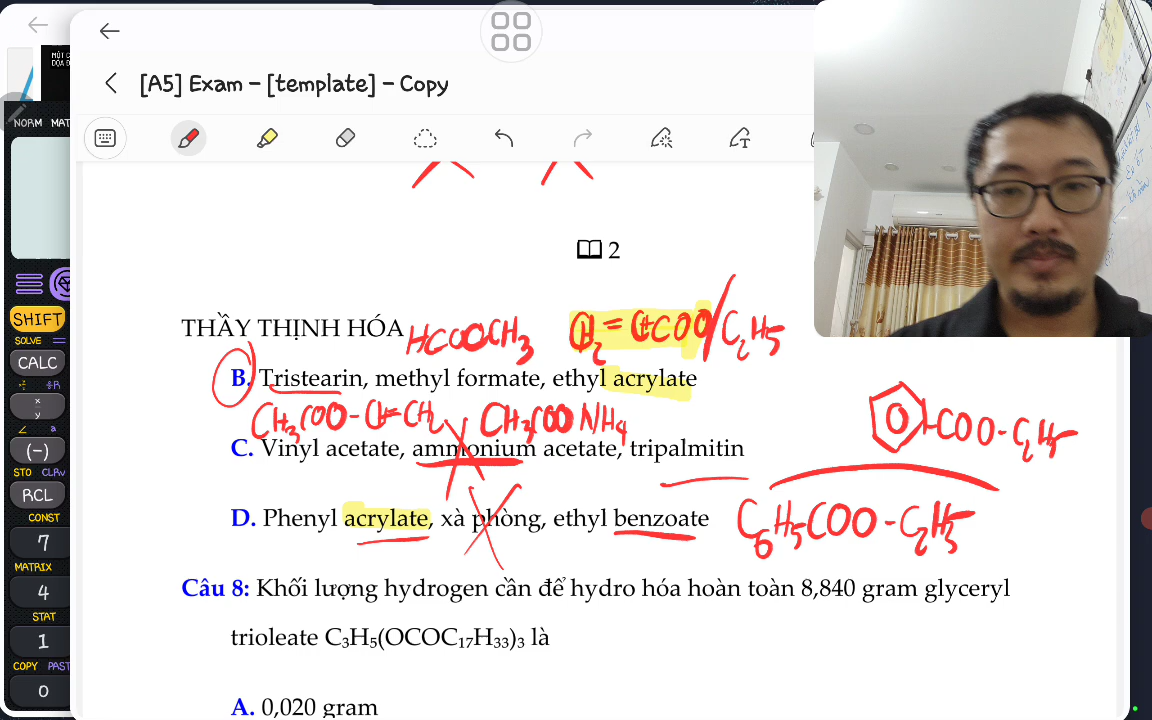 [A5] Exam – [template] – Copy
NORM MAT
2
THẦY THỊNH HÓA HCOOCH3 CH2=CHCOO/C2H5
B. Tristearin, methyl formate, ethyl acrylate
CH3COO-CH=CH2 CH3COONH4
C6H5-COO-C2H5
C. Vinyl acetate, ammonium acetate, tripalmitin
D. Phenyl acrylate, xà phòng, ethyl benzoate C6H5COO-C2H5
Câu 8: Khối lượng hydrogen cần để hydro hóa hoàn toàn 8,840 gram glyceryl
trioleate C3H5(OCOC17H33)3 là
A. 0,020 gram
SHIFT
SOLVE =
CALC
x
y
∠ a
(−)
STO CLRv
RCL
CONST
7
MATRIX
4
STAT
1
COPY PAST
0